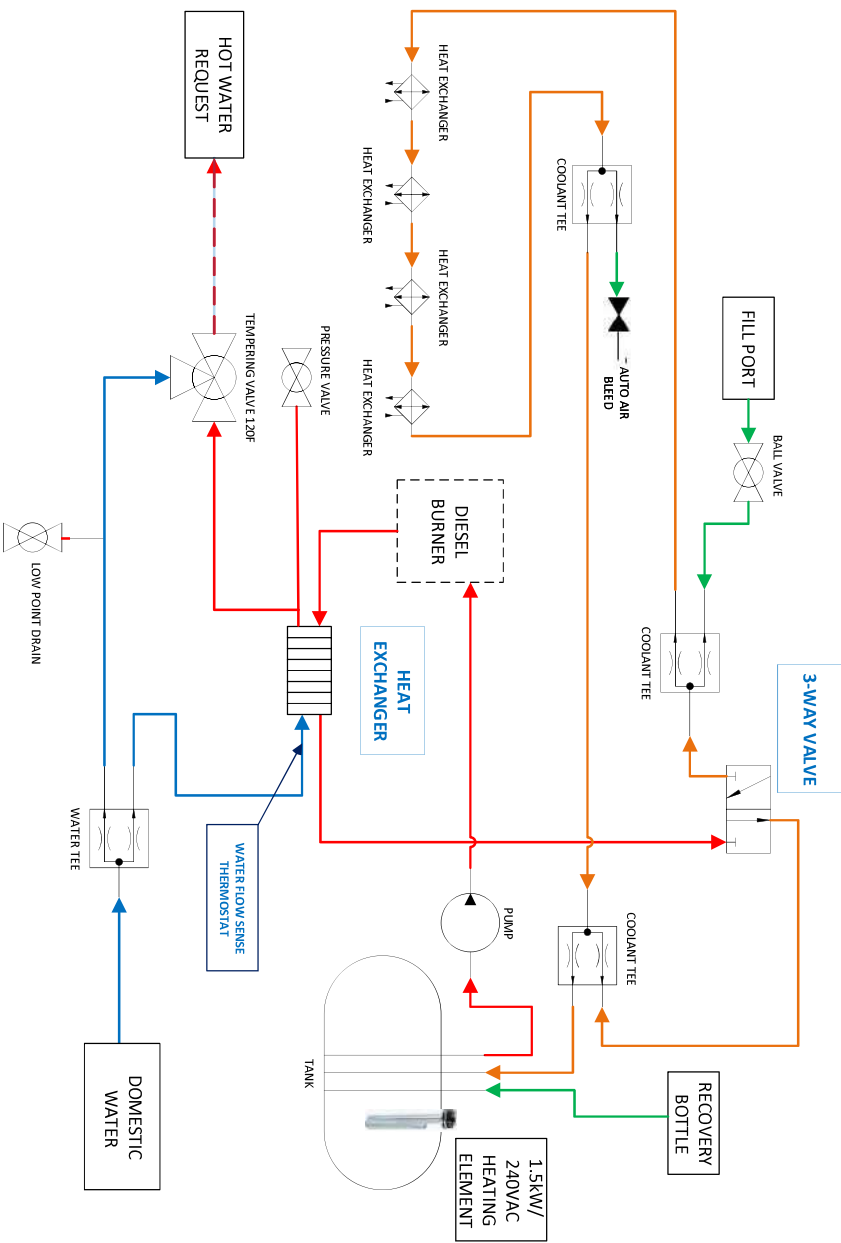 HOT WATER
REQUEST
HEAT EXCHANGER
HEAT EXCHANGER
HEAT EXCHANGER
HEAT EXCHANGER
COOLANT TEE
- AUTO AIR
BLEED
FILL PORT
BALL VALVE
TEMPERING VALVE 120F
PRESSURE VALVE
LOW POINT DRAIN
DIESEL
BURNER
HEAT
EXCHANGER
COOLANT TEE
3-WAY VALVE
WATER TEE
WATER FLOW SENSE
THERMOSTAT
PUMP
COOLANT TEE
TANK
DOMESTIC
WATER
1.5kW/
240VAC
HEATING
ELEMENT
RECOVERY
BOTTLE